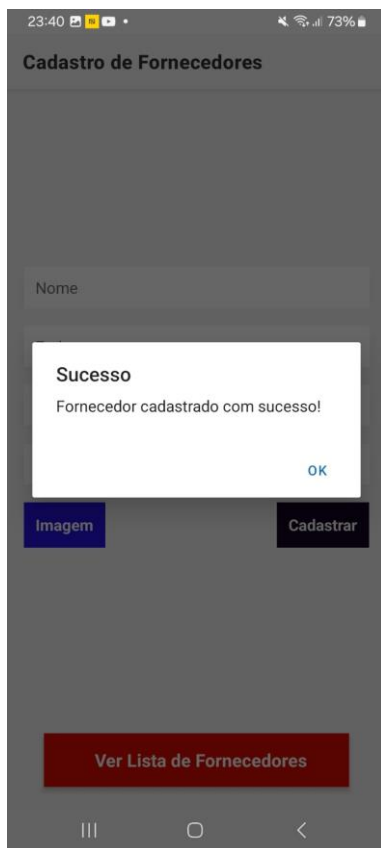 23:40
73%
Cadastro de Fornecedores
Nome
Sucesso
Fornecedor cadastrado com sucesso!
OK
Imagem
Cadastrar
Ver Lista de Fornecedores